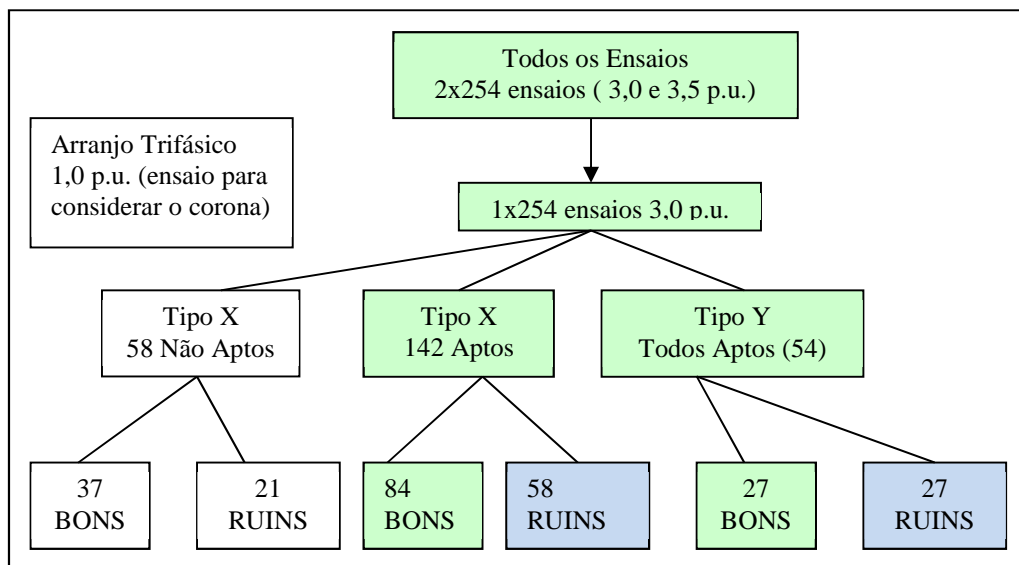 Todos os Ensaios
2x254 ensaios ( 3,0 e 3,5 p.u.)
Arranjo Trifásico
1,0 p.u. (ensaio para
considerar o corona)
1x254 ensaios 3,0 p.u.
Tipo X
58 Não Aptos
Tipo X
142 Aptos
Tipo Y
Todos Aptos (54)
37
BONS
21
RUINS
84
BONS
58
RUINS
27
BONS
27
RUINS